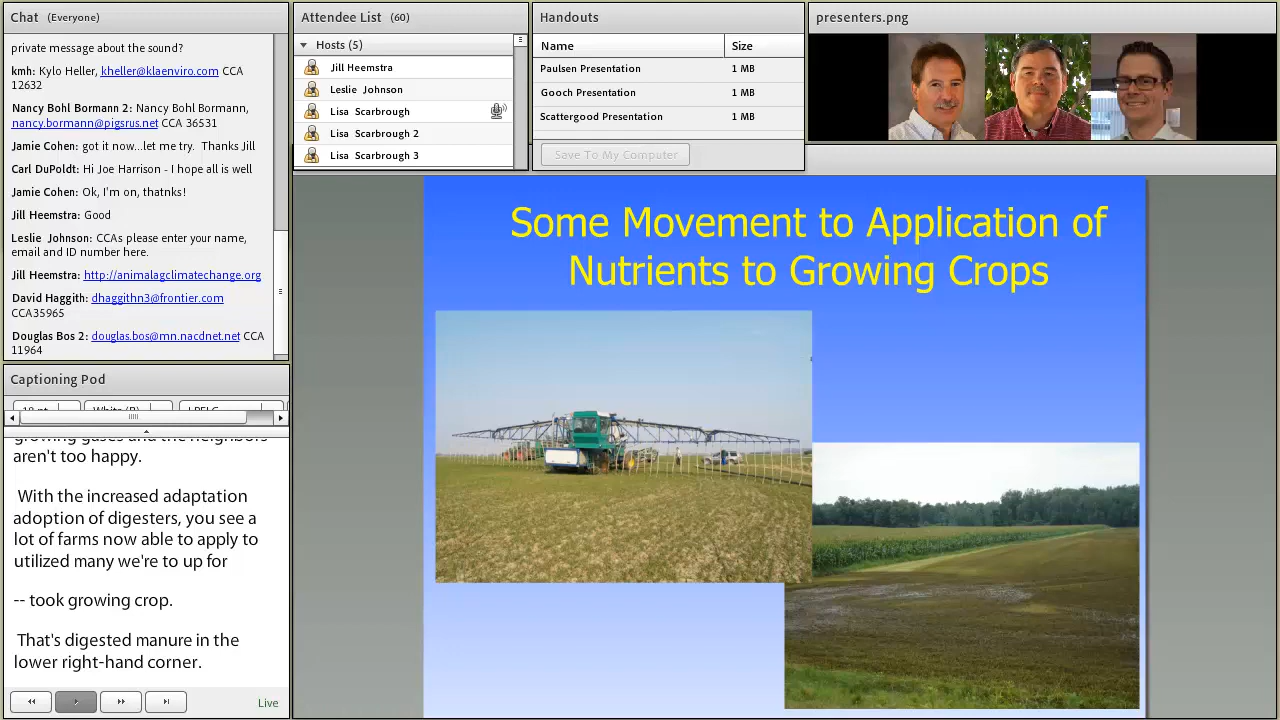 Chat (Everyone)
private message about the sound?
kmh: Kylo Heller, kheller@klaenviro.com CCA
12632
Nancy Bohl Bormann 2: Nancy Bohl Bormann,
nancy.bormann@pigsrus.net CCA 36531
Jamie Cohen: got it now...let me try. Thanks Jill
Carl DuPoldt: Hi Joe Harrison - I hope all is well
Jamie Cohen: Ok, I'm on, thatnks!
Jill Heemstra: Good
Leslie Johnson: CCAs please enter your name,
email and ID number here.
Jill Heemstra: http://animalagclimatechange.org
David Haggith: dhaggithn3@frontier.com
CCA35965
Douglas Bos 2: douglas.bos@mn.nacdnet.net CCA
11964
Captioning Pod
aren't too happy.
With the increased adaptation
adoption of digesters, you see a
lot of farms now able to apply to
utilized many we're to up for
-- took growing crop.
That's digested manure in the
lower right-hand corner.
Live
Attendee List (60)
Hosts (5)
Jill Heemstra
Leslie Johnson
Lisa Scarbrough
Lisa Scarbrough 2
Lisa Scarbrough 3
Handouts
Name Size
Paulsen Presentation 1 MB
Gooch Presentation 1 MB
Scattergood Presentation 1 MB
Save To My Computer
presenters.png
Some Movement to Application of
Nutrients to Growing Crops